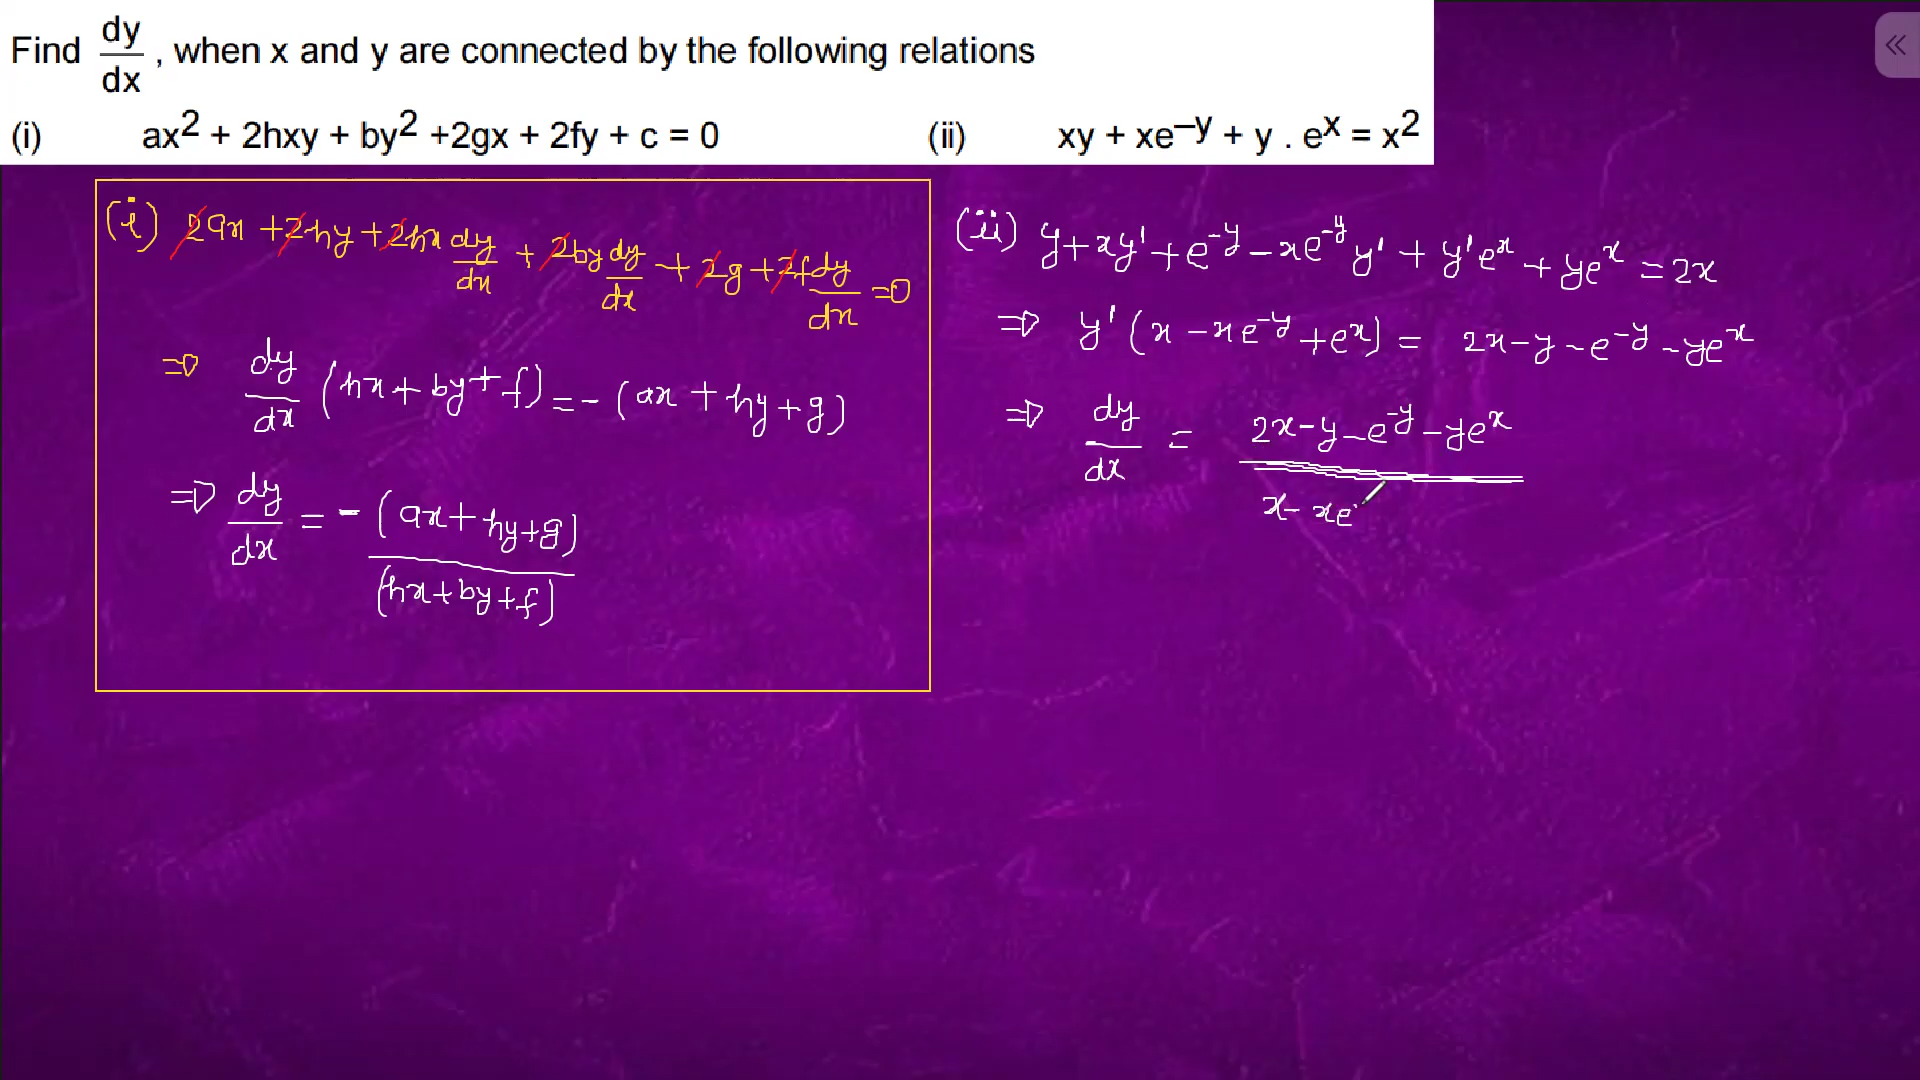 Find dy/dx , when x and y are connected by the following relations
(i) ax² + 2hxy + by² +2gx + 2fy + c = 0 (ii) xy + xe⁻ʸ + y . eˣ = x²
(i) 2ax + 2hy + 2hx dy/dx + 2by dy/dx + 2g + 2f dy/dx = 0
⇒ dy/dx (hx + by + f) = - (ax + hy + g)
⇒ dy/dx = - (ax + hy + g)/(hx + by + f)
(ii) y + xy' + e⁻ʸ - xe⁻ʸ y' + y'eˣ + yeˣ = 2x
⇒ y' (x - xe⁻ʸ + eˣ) = 2x - y - e⁻ʸ - yeˣ
⇒ dy/dx = 2x - y - e⁻ʸ - yeˣ
x - xe⁻